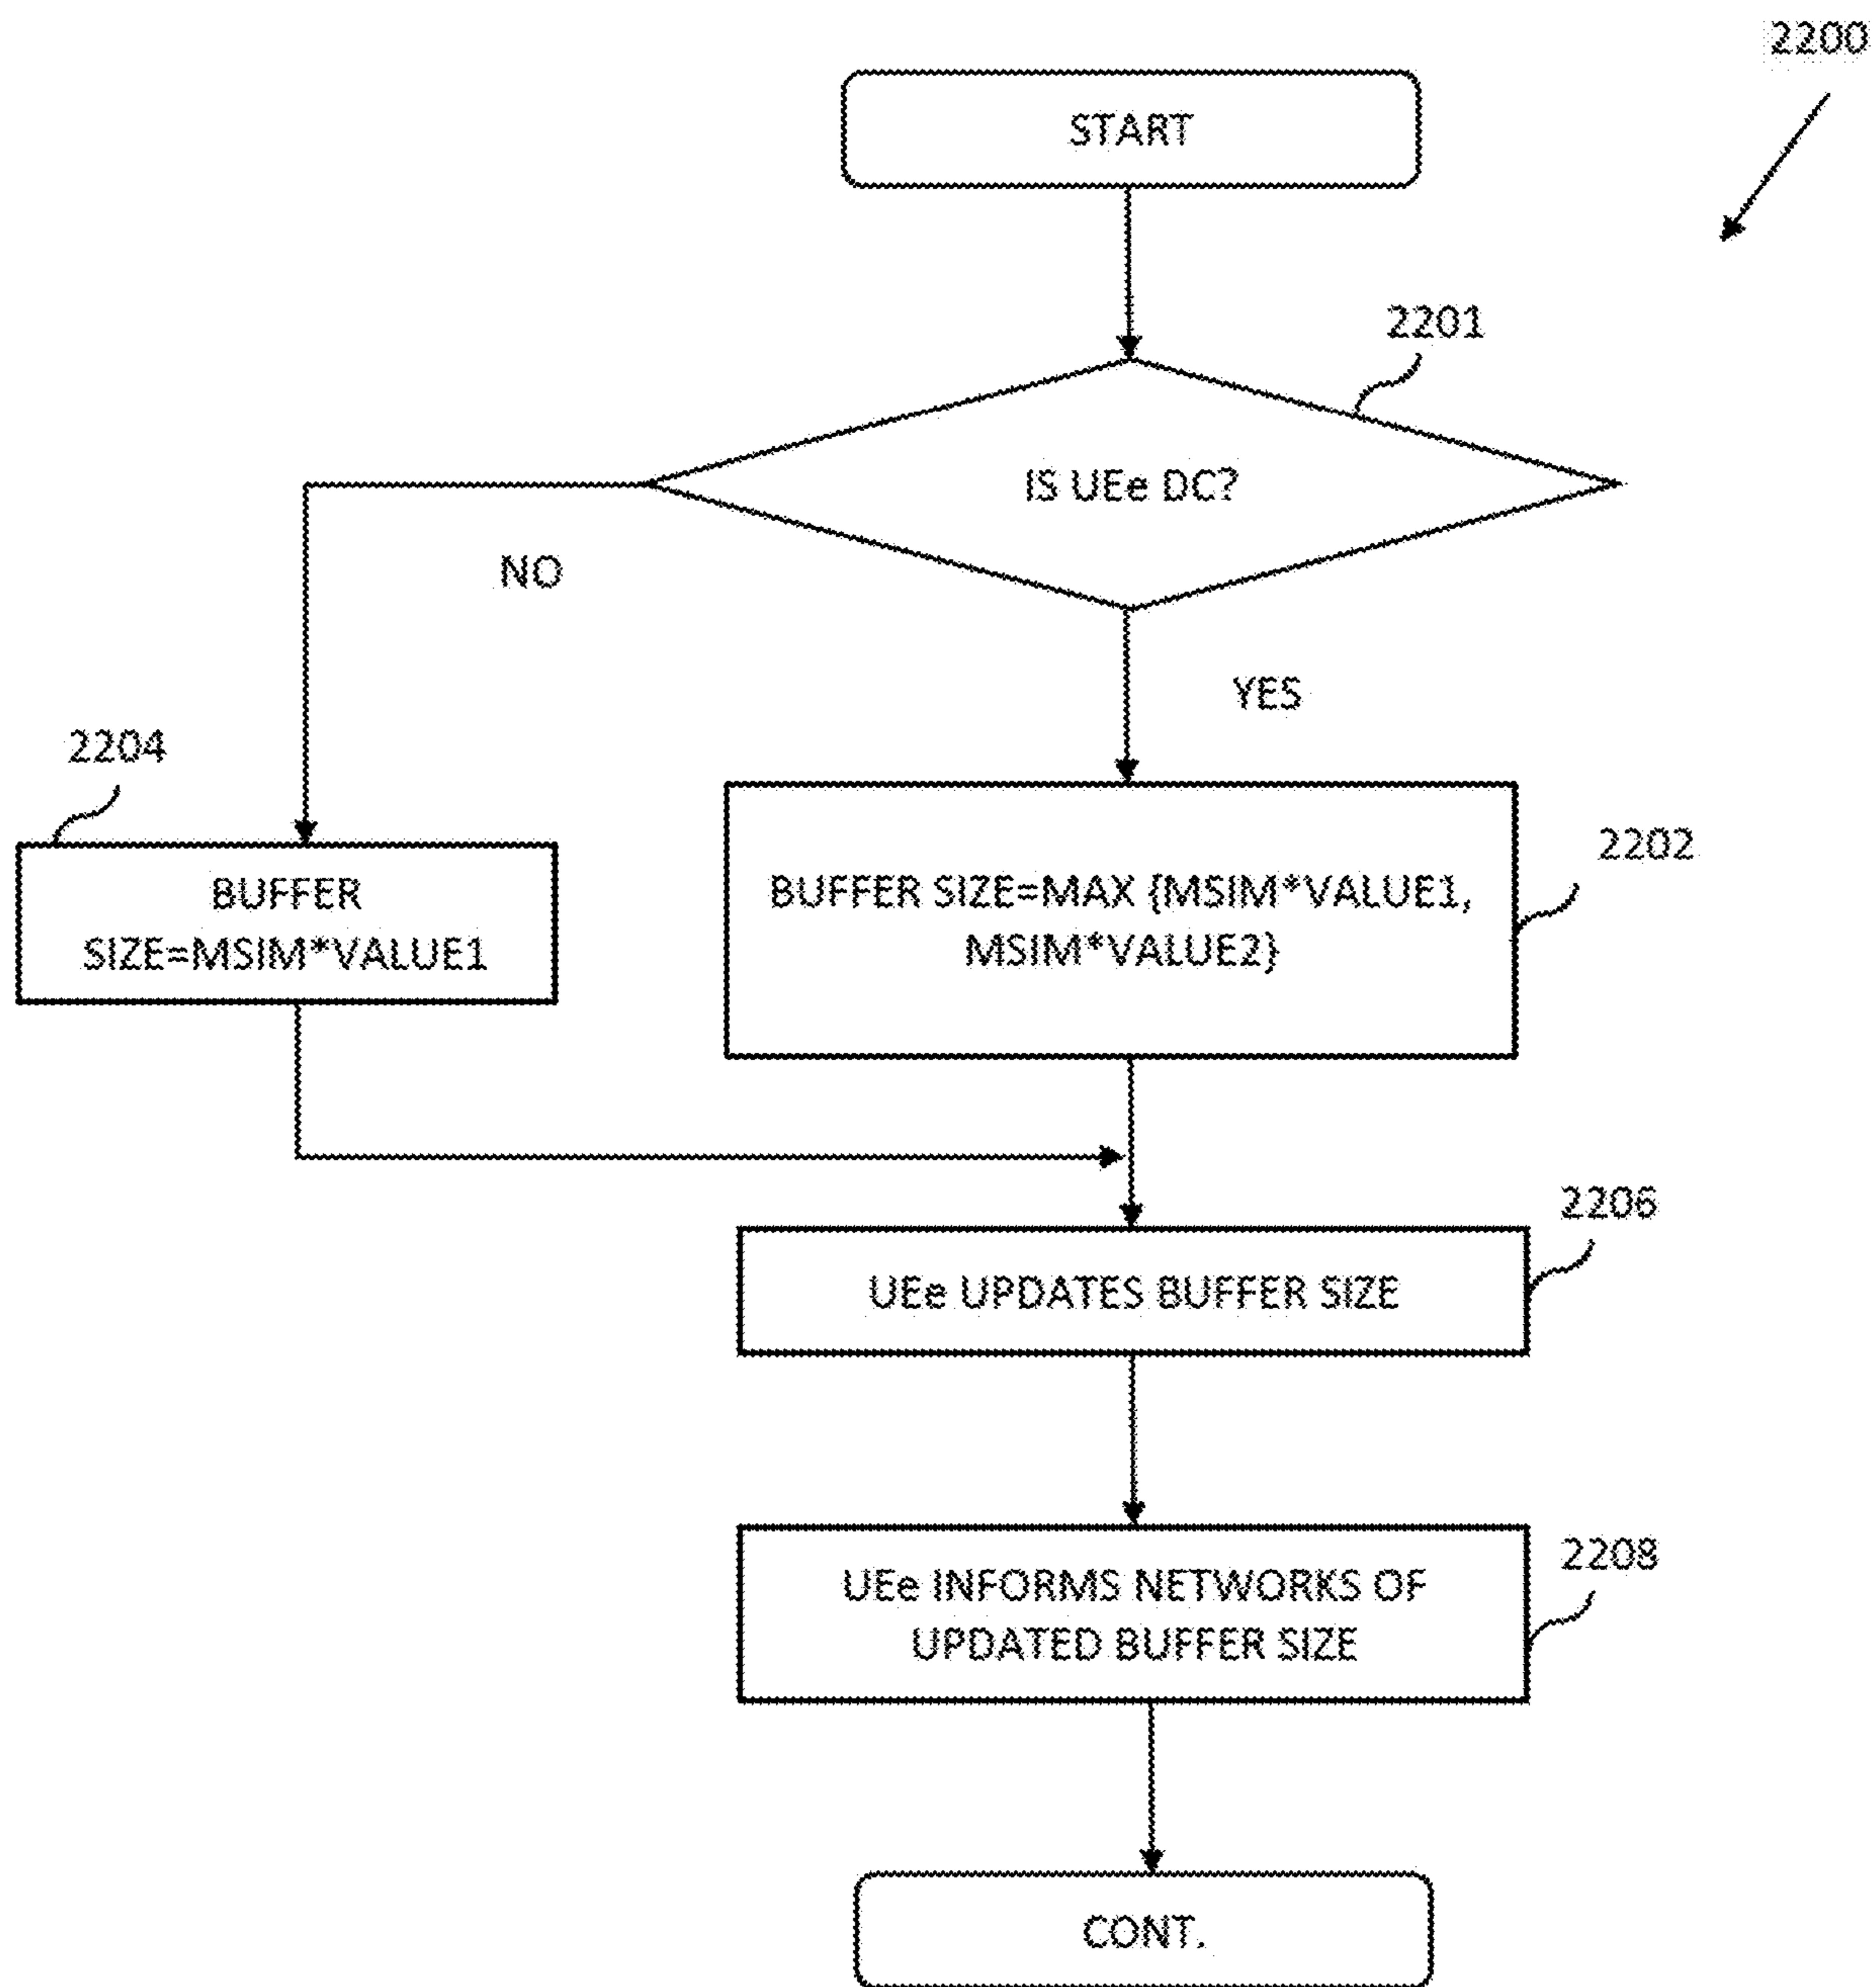 2200
START
2201
IS UEe DC?
NO
YES
2204
2202
BUFFER
SIZE=MSIM*VALUE1
BUFFER SIZE=MAX {MSIM*VALUE1,
MSIM*VALUE2}
2206
UEe UPDATES BUFFER SIZE
2208
UEe INFORMS NETWORKS OF
UPDATED BUFFER SIZE
CONT.